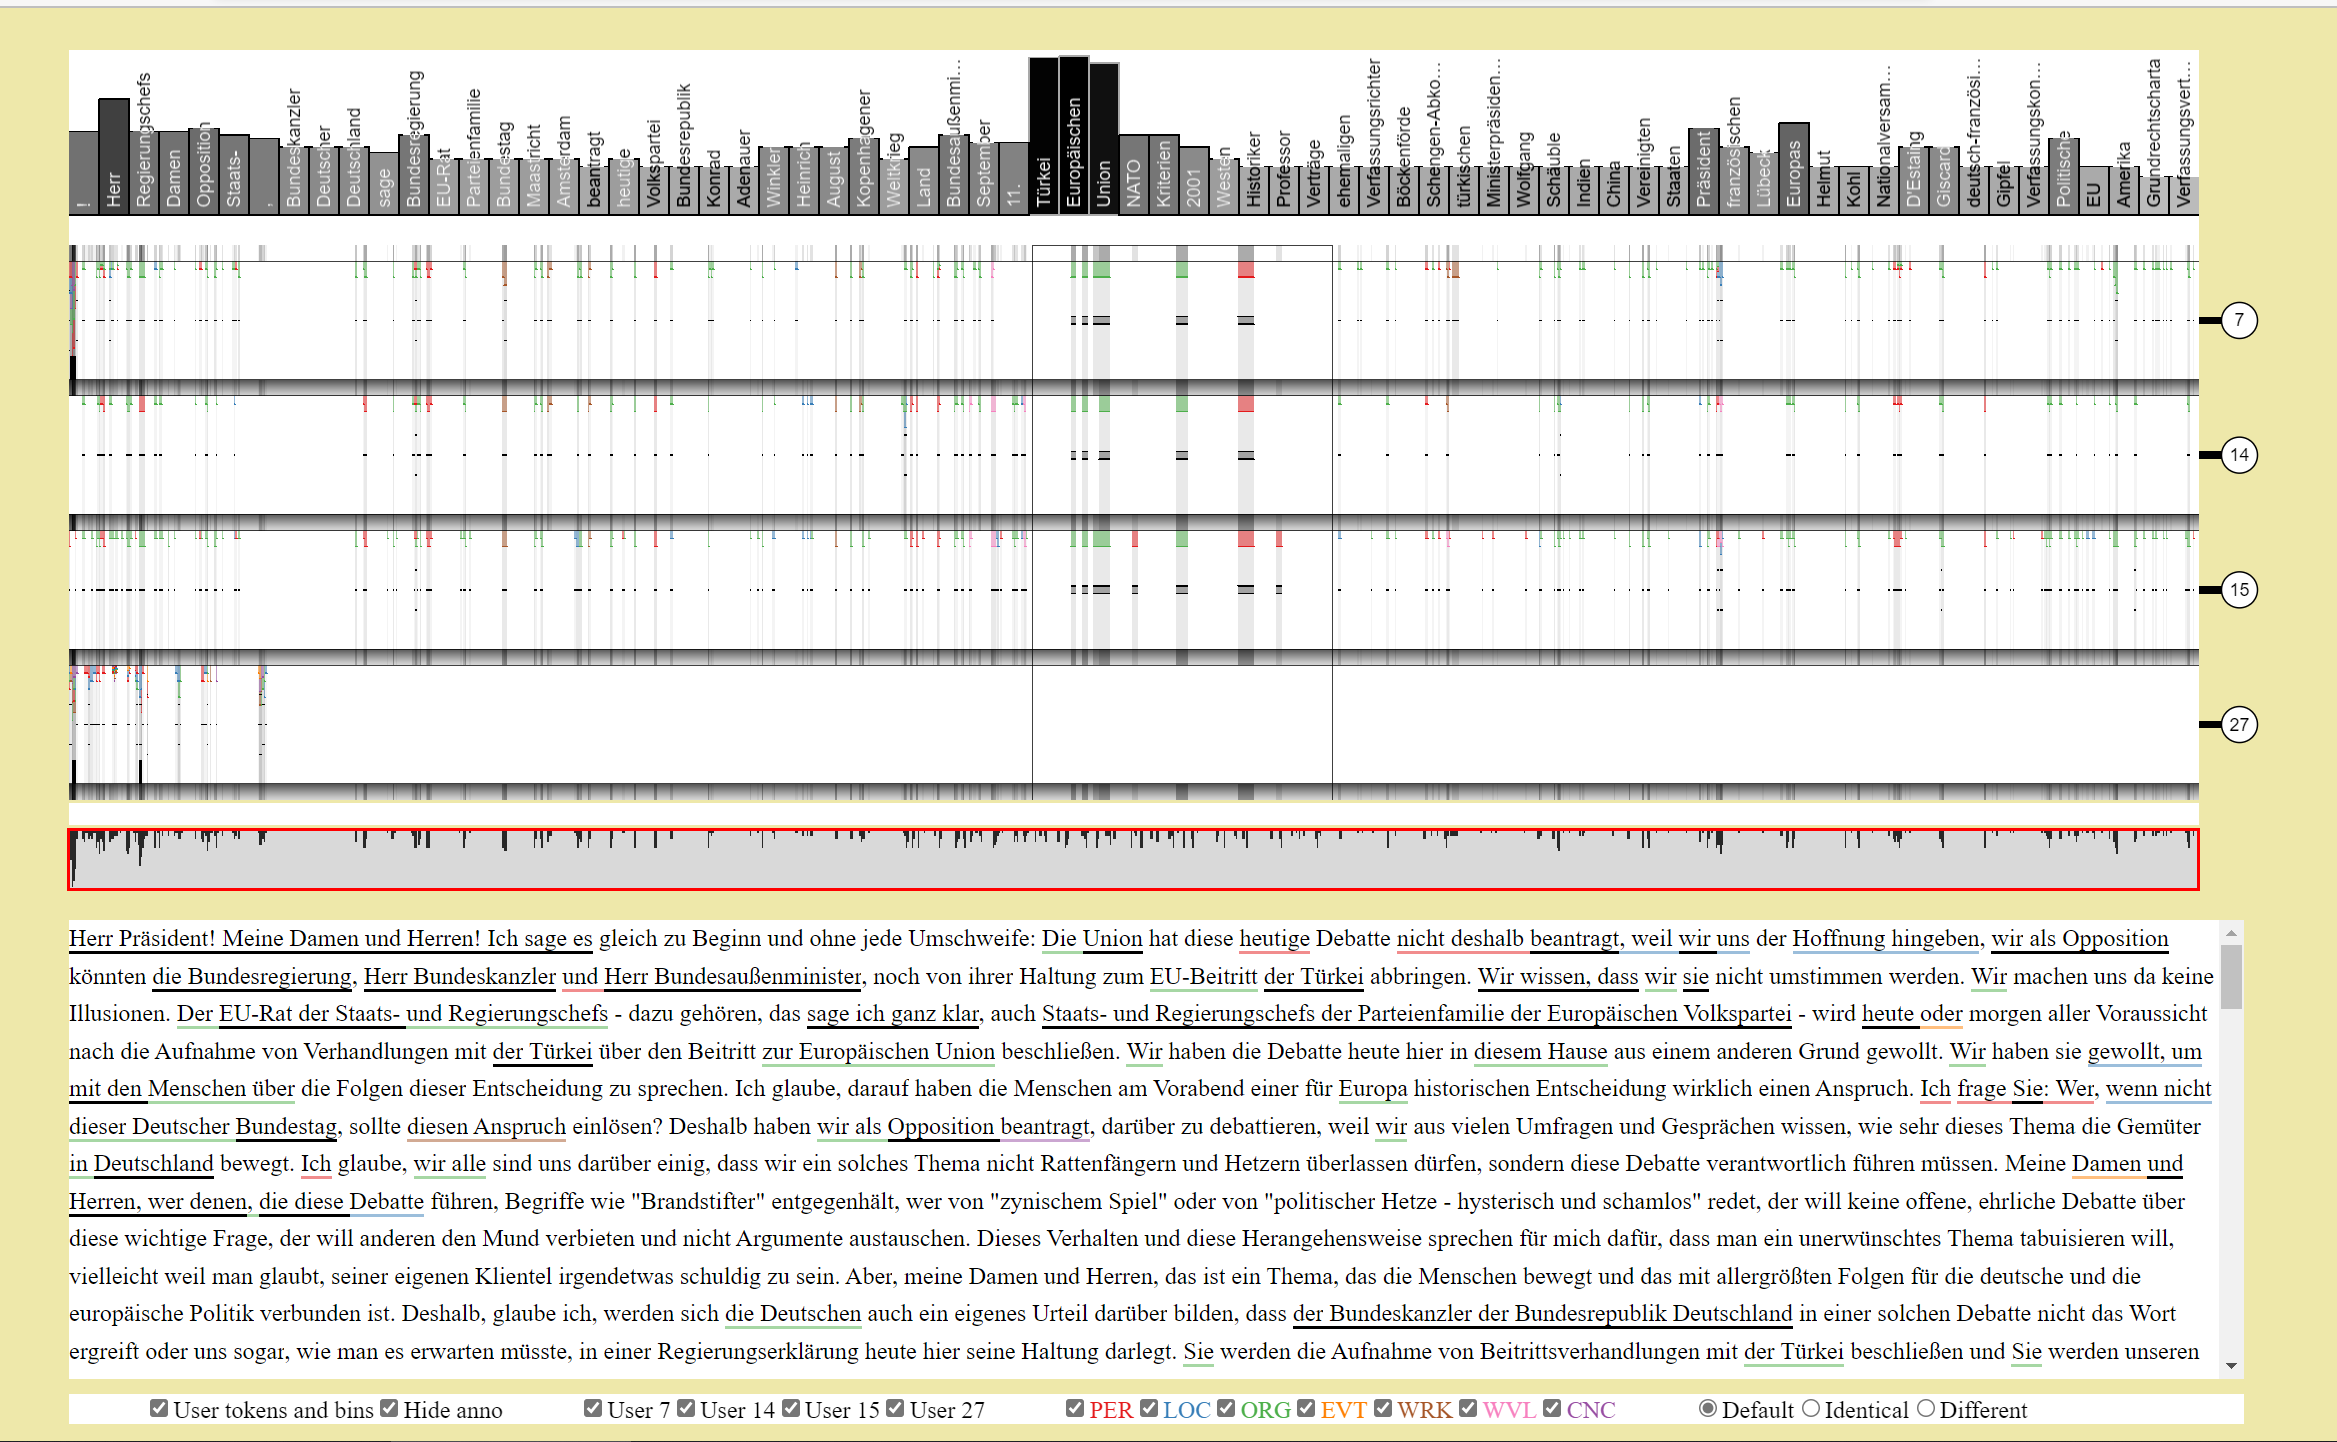 !
Herr
Regierungschefs
Damen
Opposition
Staats-
,
Bundeskanzler
Deutscher
Deutschland
sage
Bundesregierung
EU-Rat
Parteienfamilie
Bundestag
Maastricht
Amsterdam
beantragt
heutige
Volkspartei
Bundesrepublik
Konrad
Adenauer
Winkler
Heinrich
August
Kopenhagener
Weltkrieg
Land
Bundesaußenmi...
September
11.
Türkei
Europäischen
Union
NATO
Kriterien
2001
Westen
Historiker
Professor
Verträge
ehemaligen
Verfassungsrichter
Böckenförde
Schengen-Abko...
türkischen
Ministerpräsiden...
Wolfgang
Schäuble
Indien
China
Vereinigten
Staaten
Präsident
französischen
Lübeck
Europas
Helmut
Kohl
Nationalversam...
D'Estaing
Giscard
deutsch-französi...
Gipfel
Verfassungskon...
Politische
EU
Amerika
Grundrechtscharta
Verfassungsvert...
7
14
15
27
Herr Präsident! Meine Damen und Herren! Ich sage es gleich zu Beginn und ohne jede Umschweife: Die Union hat diese heutige Debatte nicht deshalb beantragt, weil wir uns der Hoffnung hingeben, wir als Opposition
könnten die Bundesregierung, Herr Bundeskanzler und Herr Bundesaußenminister, noch von ihrer Haltung zum EU-Beitritt der Türkei abbringen. Wir wissen, dass wir sie nicht umstimmen werden. Wir machen uns da keine
Illusionen. Der EU-Rat der Staats- und Regierungschefs - dazu gehören, das sage ich ganz klar, auch Staats- und Regierungschefs der Parteienfamilie der Europäischen Volkspartei - wird heute oder morgen aller Voraussicht
nach die Aufnahme von Verhandlungen mit der Türkei über den Beitritt zur Europäischen Union beschließen. Wir haben die Debatte heute hier in diesem Hause aus einem anderen Grund gewollt. Wir haben sie gewollt, um
mit den Menschen über die Folgen dieser Entscheidung zu sprechen. Ich glaube, darauf haben die Menschen am Vorabend einer für Europa historischen Entscheidung wirklich einen Anspruch. Ich frage Sie: Wer, wenn nicht
dieser Deutscher Bundestag, sollte diesen Anspruch einlösen? Deshalb haben wir als Opposition beantragt, darüber zu debattieren, weil wir aus vielen Umfragen und Gesprächen wissen, wie sehr dieses Thema die Gemüter
in Deutschland bewegt. Ich glaube, wir alle sind uns darüber einig, dass wir ein solches Thema nicht Rattenfängern und Hetzern überlassen dürfen, sondern diese Debatte verantwortlich führen müssen. Meine Damen und
Herren, wer denen, die diese Debatte führen, Begriffe wie "Brandstifter" entgegenhält, wer von "zynischem Spiel" oder von "politischer Hetze - hysterisch und schamlos" redet, der will keine offene, ehrliche Debatte über
diese wichtige Frage, der will anderen den Mund verbieten und nicht Argumente austauschen. Dieses Verhalten und diese Herangehensweise sprechen für mich dafür, dass man ein unerwünschtes Thema tabuisieren will,
vielleicht weil man glaubt, seiner eigenen Klientel irgendetwas schuldig zu sein. Aber, meine Damen und Herren, das ist ein Thema, das die Menschen bewegt und das mit allergrößten Folgen für die deutsche und die
europäische Politik verbunden ist. Deshalb, glaube ich, werden sich die Deutschen auch ein eigenes Urteil darüber bilden, dass der Bundeskanzler der Bundesrepublik Deutschland in einer solchen Debatte nicht das Wort
ergreift oder uns sogar, wie man es erwarten müsste, in einer Regierungserklärung heute hier seine Haltung darlegt. Sie werden die Aufnahme von Beitrittsverhandlungen mit der Türkei beschließen und Sie werden unseren
User tokens and bins Hide anno User 7 User 14 User 15 User 27 PER LOC ORG EVT WRK WVL CNC Default Identical Different